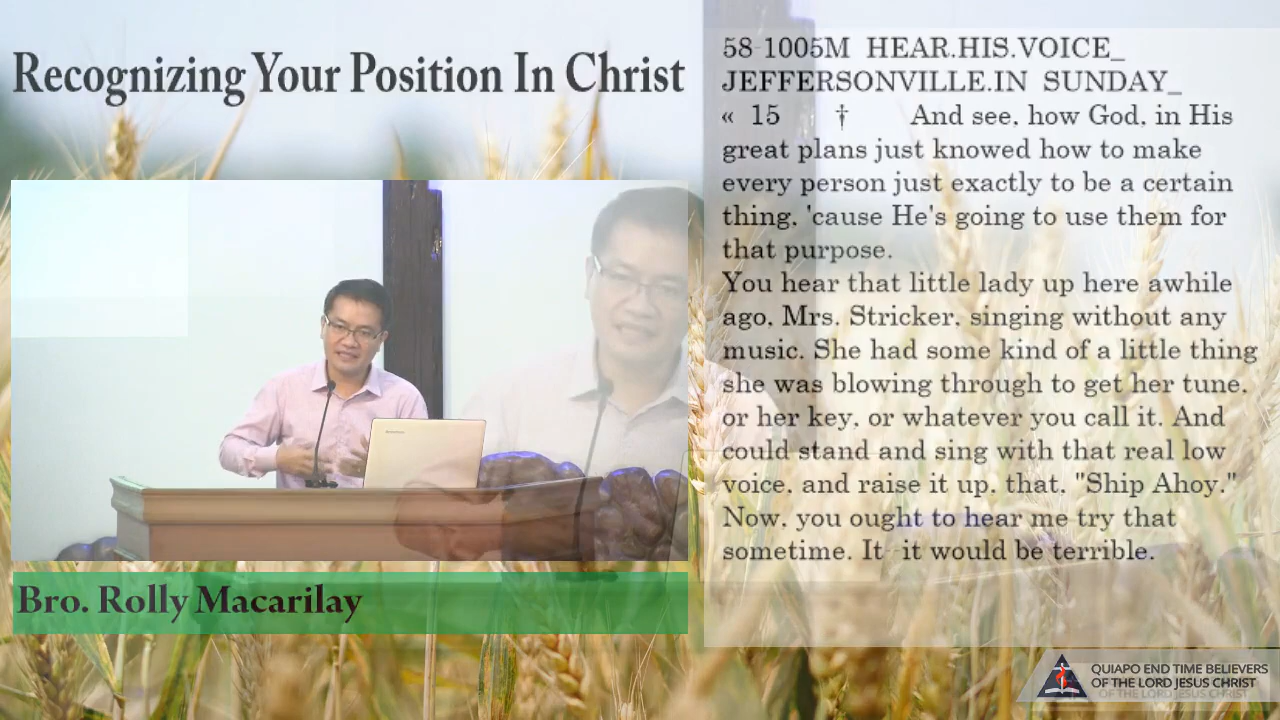 Recognizing Your Position In Christ
58-1005M HEAR.HIS.VOICE_
JEFFERSONVILLE.IN SUNDAY_
« 15 † And see, how God, in His
great plans just knowed how to make
every person just exactly to be a certain
thing, 'cause He's going to use them for
that purpose.
You hear that little lady up here awhile
ago, Mrs. Stricker, singing without any
music. She had some kind of a little thing
she was blowing through to get her tune,
or her key, or whatever you call it. And
could stand and sing with that real low
voice, and raise it up, that, "Ship Ahoy."
Now, you ought to hear me try that
sometime. It--it would be terrible.
Bro. Rolly Macarilay
QUIAPO END TIME BELIEVERS
OF THE LORD JESUS CHRIST
OF THE LORD JESUS CHRIST